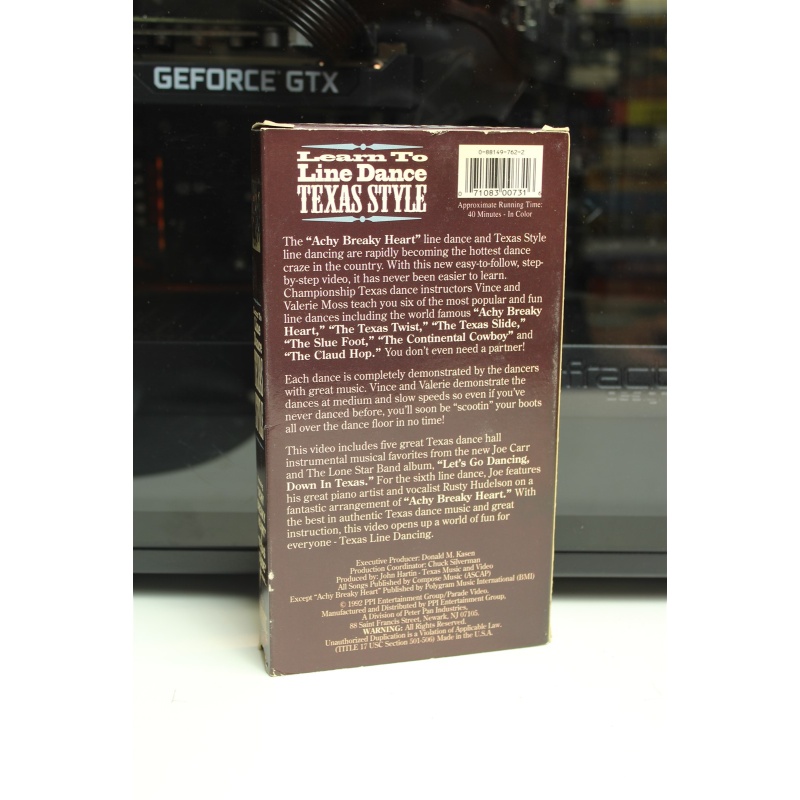 GEFORCE GTX
Learn To
Line Dance
TEXAS STYLE
0-88149-762-2
6 71083 00731 6
Approximate Running Time:
40 Minutes - In Color
The "Achy Breaky Heart" line dance and Texas Style
line dancing are rapidly becoming the hottest dance
craze in the country. With this new easy-to-follow, step-
by-step video, it has never been easier to learn.
Championship Texas dance instructors Vince and
Valerie Moss teach you six of the most popular and fun
line dances including the world famous "Achy Breaky
Heart," "The Texas Twist," "The Texas Slide,"
"The Slue Foot," "The Continental Cowboy" and
"The Claud Hop." You don't even need a partner!
Each dance is completely demonstrated by the dancers
with great music. Vince and Valerie demonstrate the
dances at medium and slow speeds so even if you've
never danced before, you'll soon be "scootin" your boots
all over the dance floor in no time!
This video includes five great Texas dance hall
instrumental musical favorites from the new Joe Carr
and The Lone Star Band album, "Let's Go Dancing,
Down In Texas." For the sixth line dance, Joe features
his great piano artist and vocalist Rusty Hudelson on a
fantastic arrangement of "Achy Breaky Heart." With
the best in authentic Texas dance music and great
instruction, this video opens up a world of fun for
everyone - Texas Line Dancing.
Executive Producer: Donald M. Kasen
Production Coordinator: Chuck Silverman
Produced by: John Hartin - Texas Music and Video
All Songs Published by Compose Music (ASCAP)
Except "Achy Breaky Heart" Published by Polygram Music International (BMI)
© 1992 PPI Entertainment Group/Parade Video.
Manufactured and Distributed by PPI Entertainment Group,
A Division of Peter Pan Industries,
88 Saint Francis Street, Newark, NJ 07105.
WARNING: All Rights Reserved.
Unauthorized Duplication is a Violation of Applicable Law.
(TITLE 17 USC Section 501-506) Made in the U.S.A.